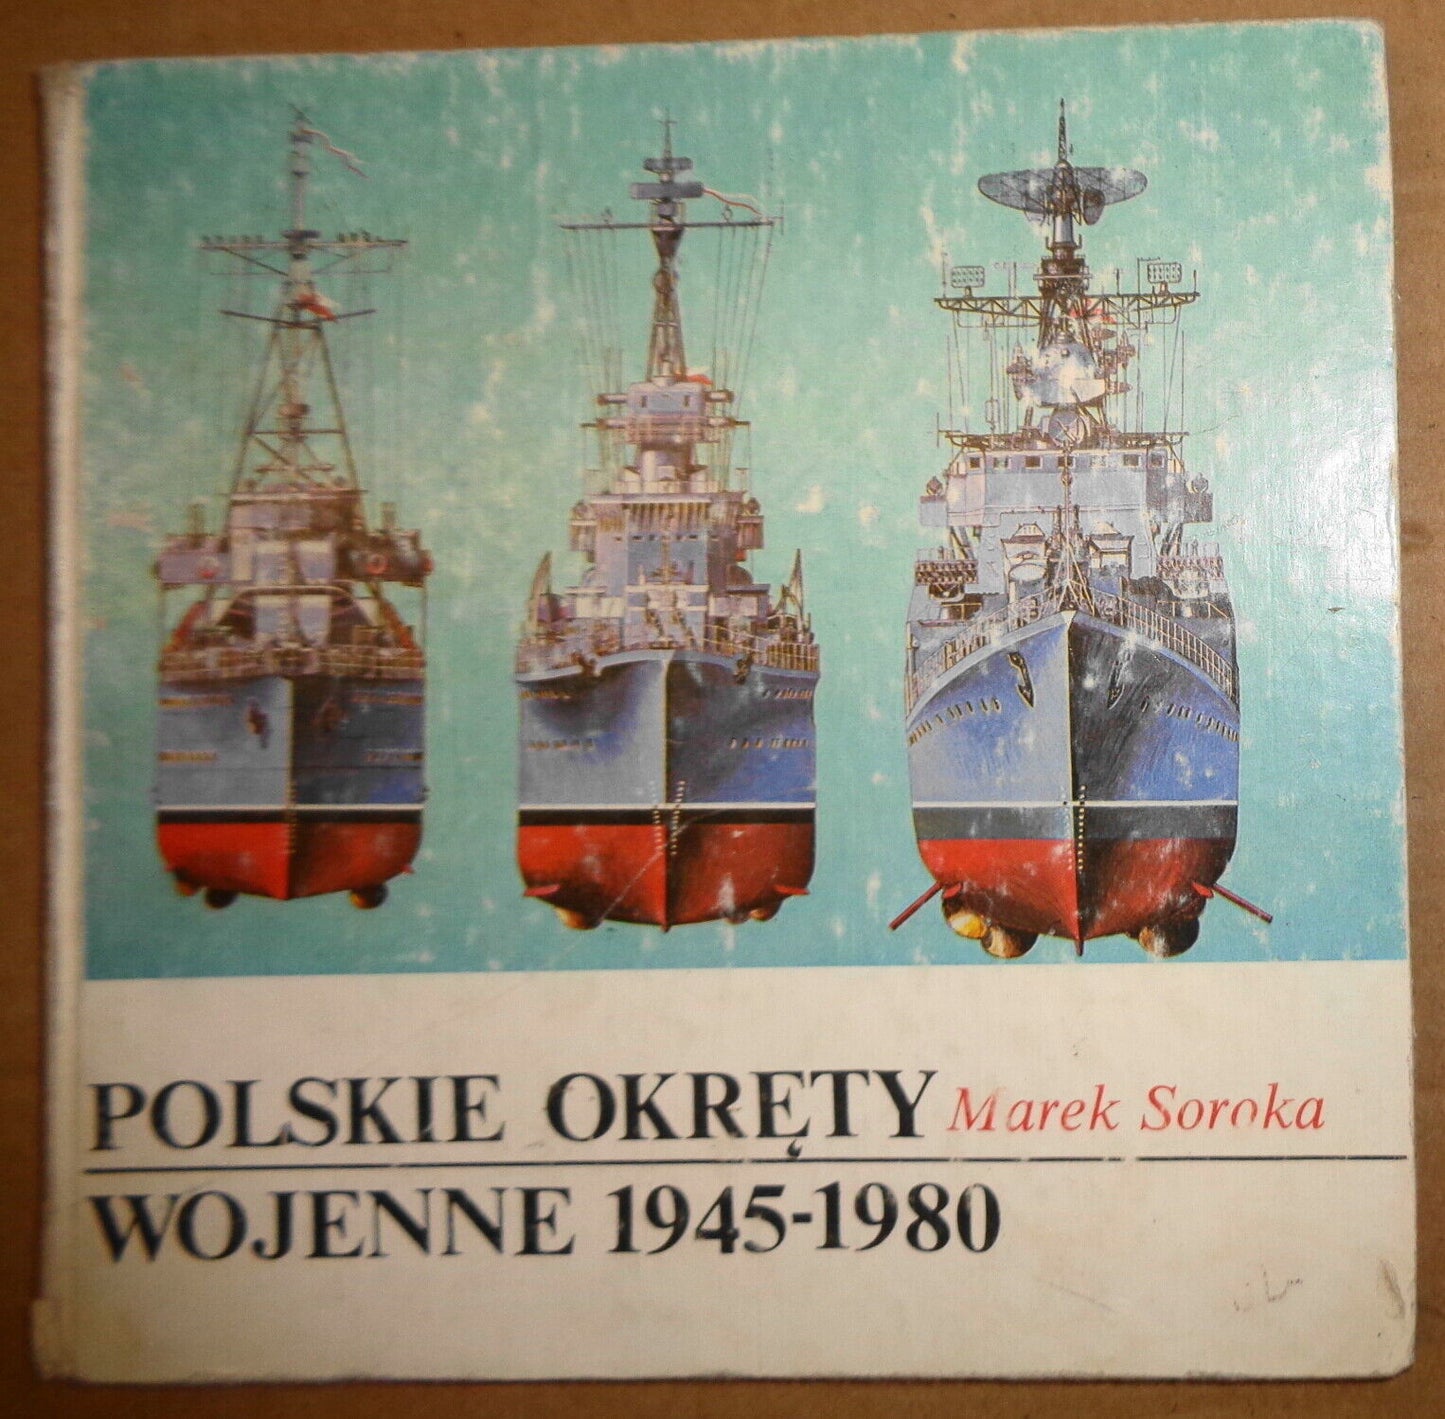 POLSKIE OKRĘTY Marek Soroka
WOJENNE 1945-1980